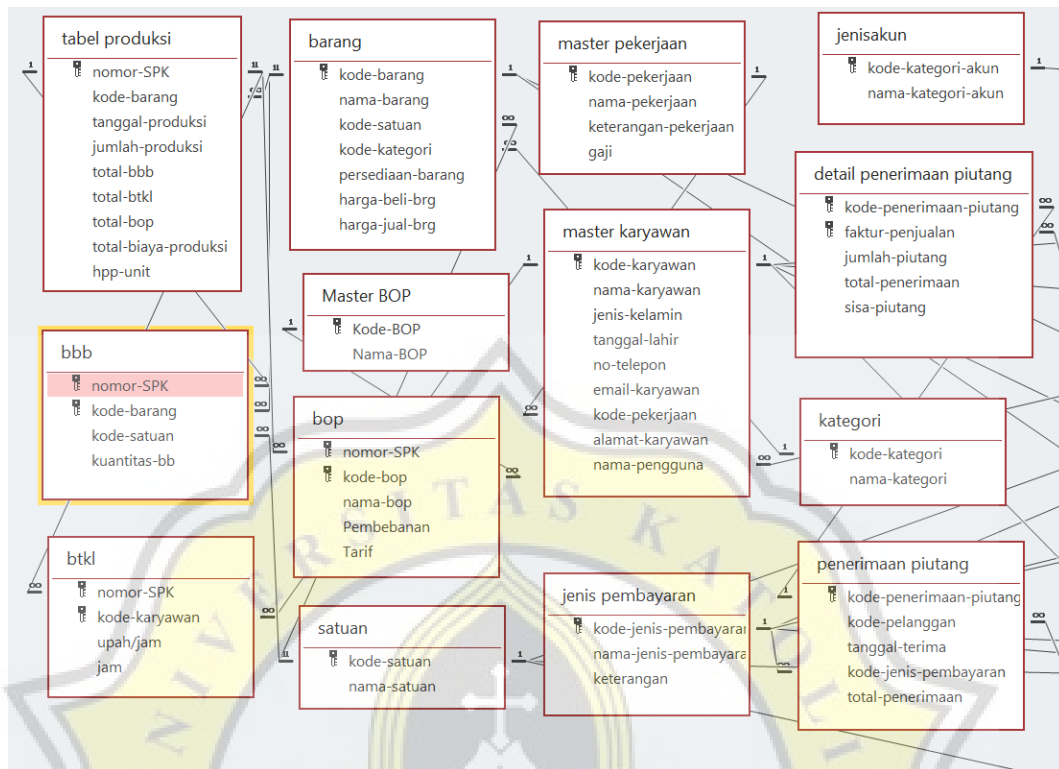 tabel produksi
nomor-SPK
kode-barang
tanggal-produksi
jumlah-produksi
total-bbb
total-btkl
total-bop
total-biaya-produksi
hpp-unit
barang
kode-barang
nama-barang
kode-satuan
kode-kategori
persediaan-barang
harga-beli-brg
harga-jual-brg
master pekerjaan
kode-pekerjaan
nama-pekerjaan
keterangan-pekerjaan
gaji
jenisakun
kode-kategori-akun
nama-kategori-akun
detail penerimaan piutang
kode-penerimaan-piutang
faktur-penjualan
jumlah-piutang
total-penerimaan
sisa-piutang
master karyawan
kode-karyawan
nama-karyawan
jenis-kelamin
tanggal-lahir
no-telepon
email-karyawan
kode-pekerjaan
alamat-karyawan
nama-pengguna
Master BOP
Kode-BOP
Nama-BOP
bbb
nomor-SPK
kode-barang
kode-satuan
kuantitas-bb
bop
nomor-SPK
kode-bop
nama-bop
Pembebanan
Tarif
kategori
kode-kategori
nama-kategori
btkl
nomor-SPK
kode-karyawan
upah/jam
jam
satuan
kode-satuan
nama-satuan
jenis pembayaran
kode-jenis-pembayaran
nama-jenis-pembayara
keterangan
penerimaan piutang
kode-penerimaan-piutang
kode-pelanggan
tanggal-terima
kode-jenis-pembayaran
total-penerimaan
UNIVERSITAS KATOLI